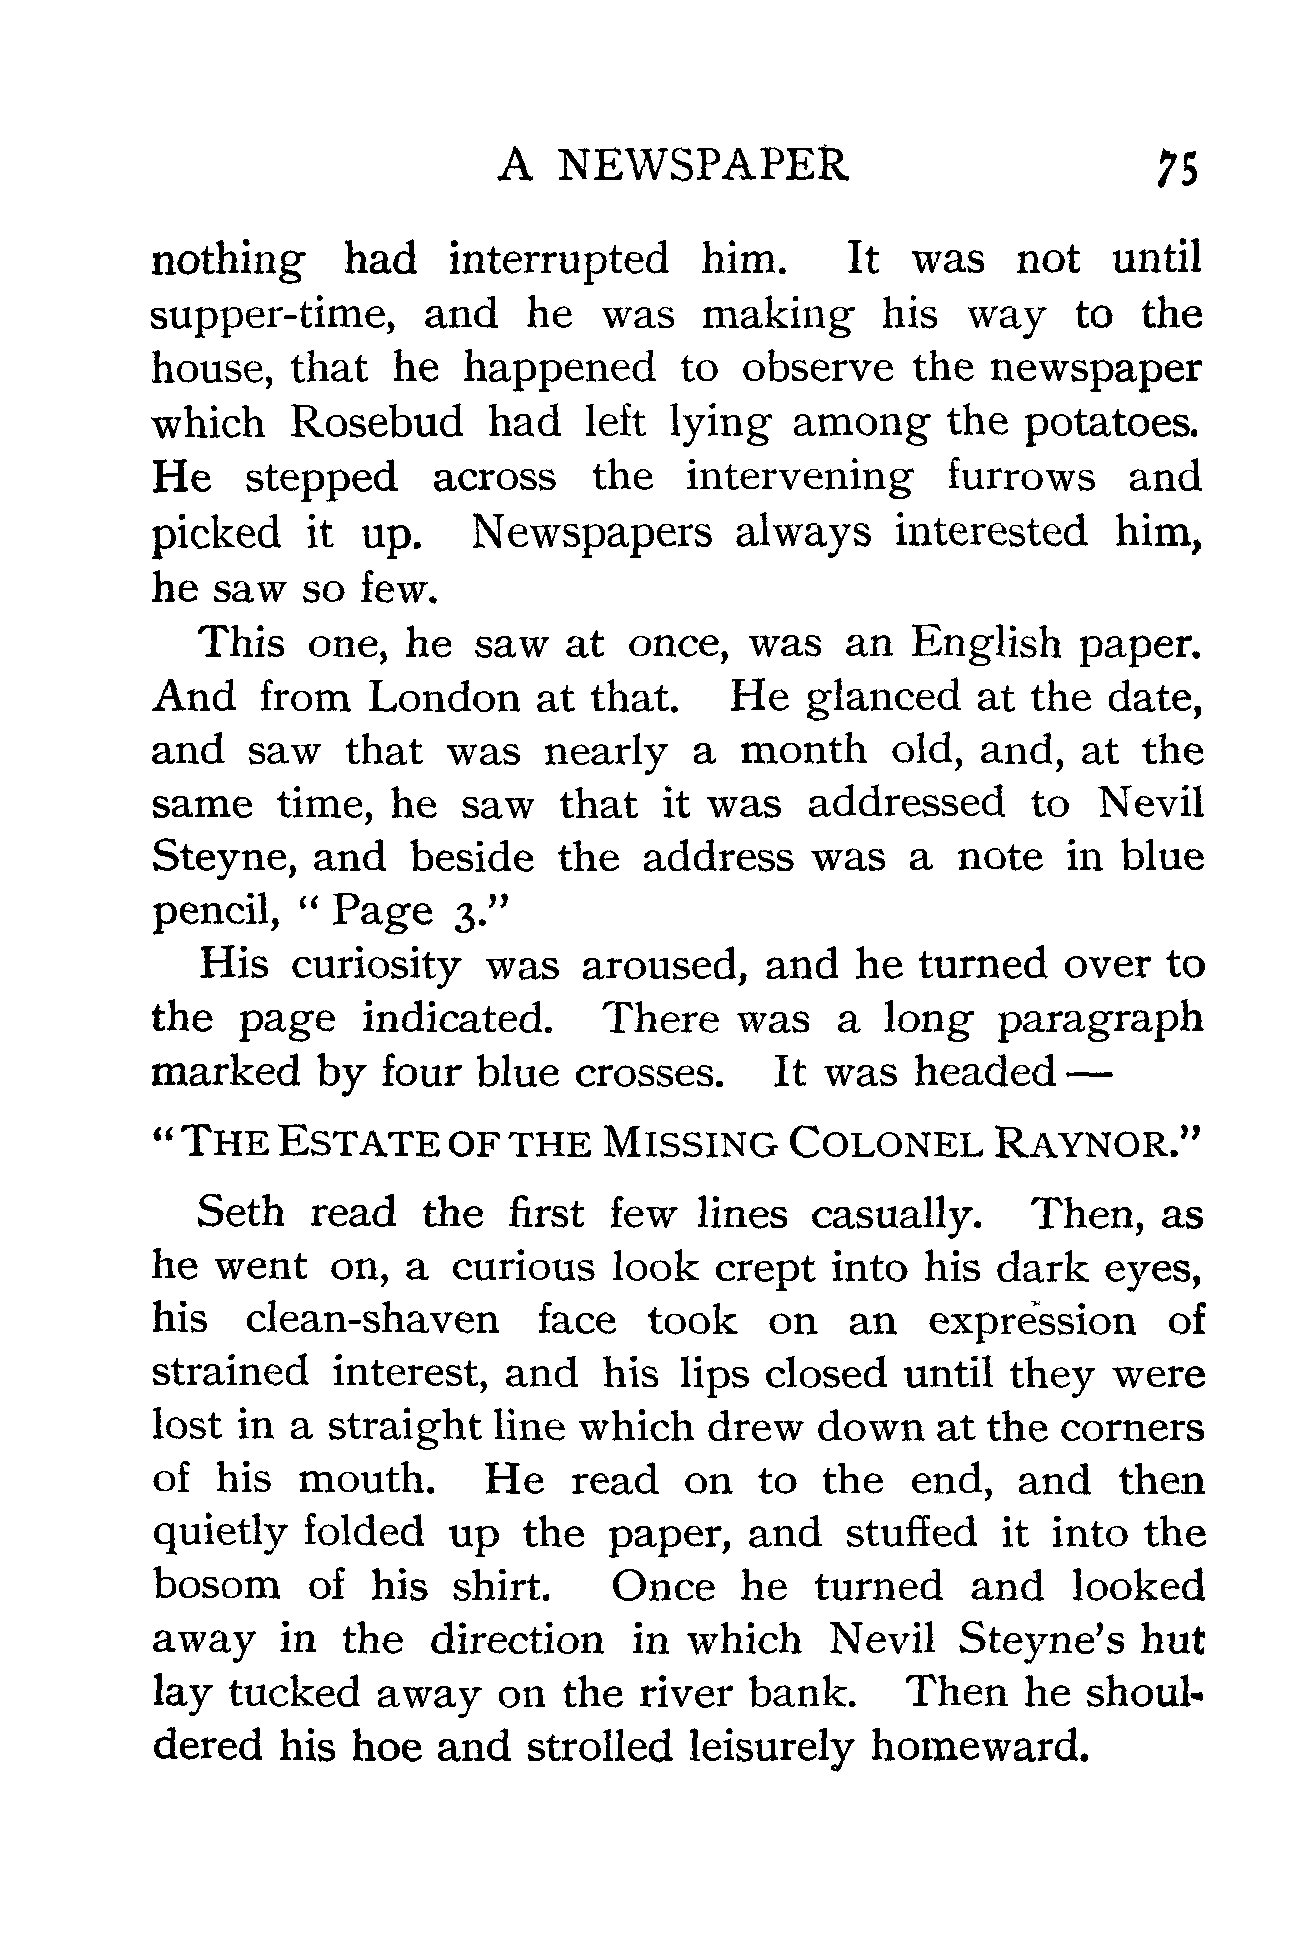 A NEWSPAPER 75
nothing had interrupted him. It was not until
supper-time, and he was making his way to the
house, that he happened to observe the newspaper
which Rosebud had left lying among the potatoes.
He stepped across the intervening furrows and
picked it up. Newspapers always interested him,
he saw so few.
This one, he saw at once, was an English paper.
And from London at that. He glanced at the date,
and saw that was nearly a month old, and, at the
same time, he saw that it was addressed to Nevil
Steyne, and beside the address was a note in blue
pencil, “ Page 3.”
His curiosity was aroused, and he turned over to
the page indicated. There was a long paragraph
marked by four blue crosses. It was headed—
“THE ESTATE OF THE MISSING COLONEL RAYNOR.”
Seth read the first few lines casually. Then, as
he went on, a curious look crept into his dark eyes,
his clean-shaven face took on an expression of
strained interest, and his lips closed until they were
lost in a straight line which drew down at the corners
of his mouth. He read on to the end, and then
quietly folded up the paper, and stuffed it into the
bosom of his shirt. Once he turned and looked
away in the direction in which Nevil Steyne’s hut
lay tucked away on the river bank. Then he shoul-
dered his hoe and strolled leisurely homeward.